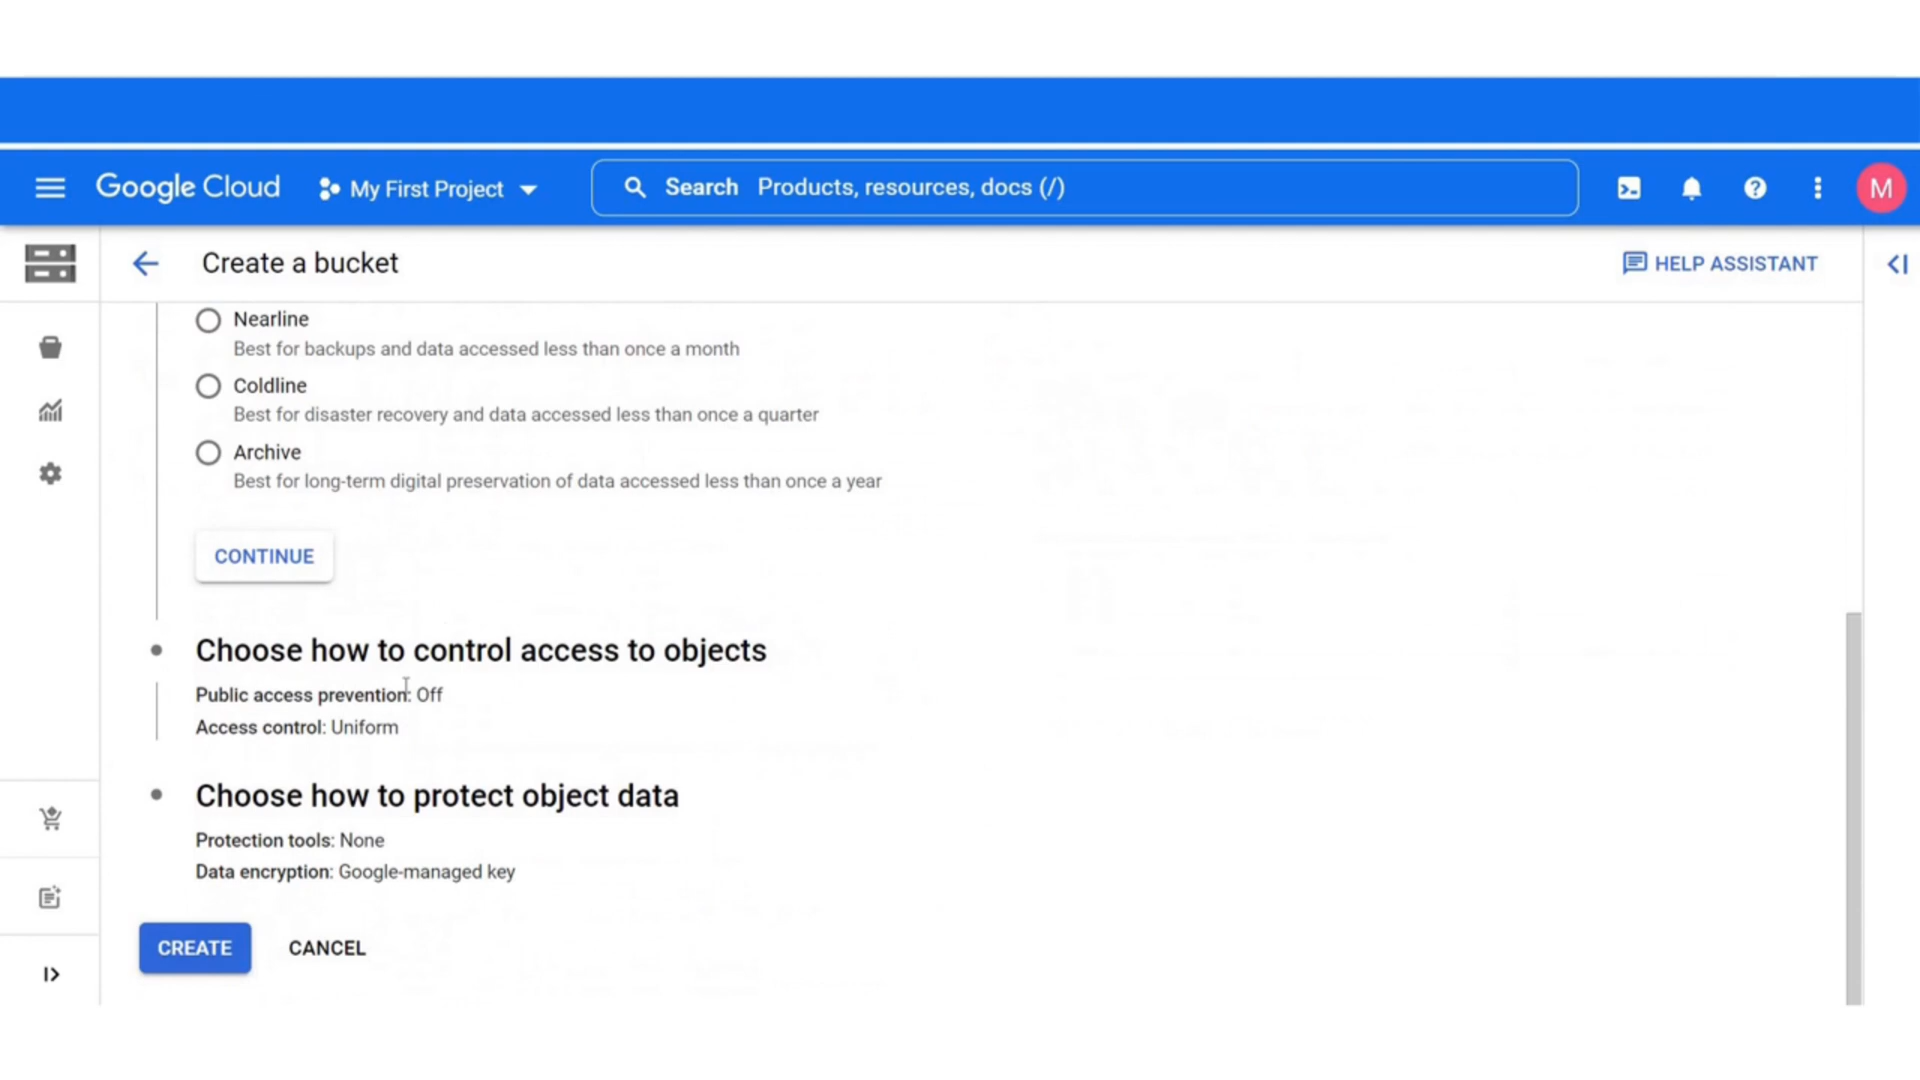 Google Cloud
My First Project
Search Products, resources, docs (/)
M
Create a bucket
HELP ASSISTANT
Nearline
Best for backups and data accessed less than once a month
Coldline
Best for disaster recovery and data accessed less than once a quarter
Archive
Best for long-term digital preservation of data accessed less than once a year
CONTINUE
Choose how to control access to objects
Public access prevention: Off
Access control: Uniform
Choose how to protect object data
Protection tools: None
Data encryption: Google-managed key
CREATE
CANCEL